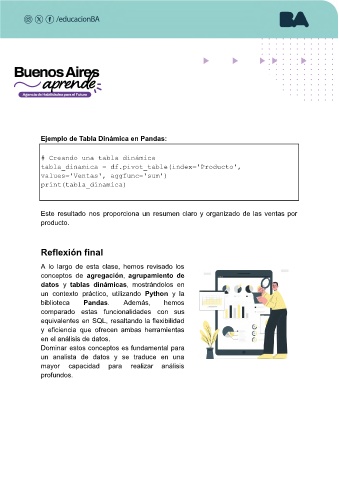 /educacionBA
BA
Buenos Aires
aprende
Agencia de Habilidades para el Futuro
Ejemplo de Tabla Dinámica en Pandas:
# Creando una tabla dinámica
tabla_dinamica = df.pivot_table(index='Producto',
values='Ventas', aggfunc='sum')
print(tabla_dinamica)
Este resultado nos proporciona un resumen claro y organizado de las ventas por
producto.
Reflexión final
A lo largo de esta clase, hemos revisado los
conceptos de agregación, agrupamiento de
datos y tablas dinámicas, mostrándolos en
un contexto práctico, utilizando Python y la
biblioteca Pandas. Además, hemos
comparado estas funcionalidades con sus
equivalentes en SQL, resaltando la flexibilidad
y eficiencia que ofrecen ambas herramientas
en el análisis de datos.
Dominar estos conceptos es fundamental para
un analista de datos y se traduce en una
mayor capacidad para realizar análisis
profundos.